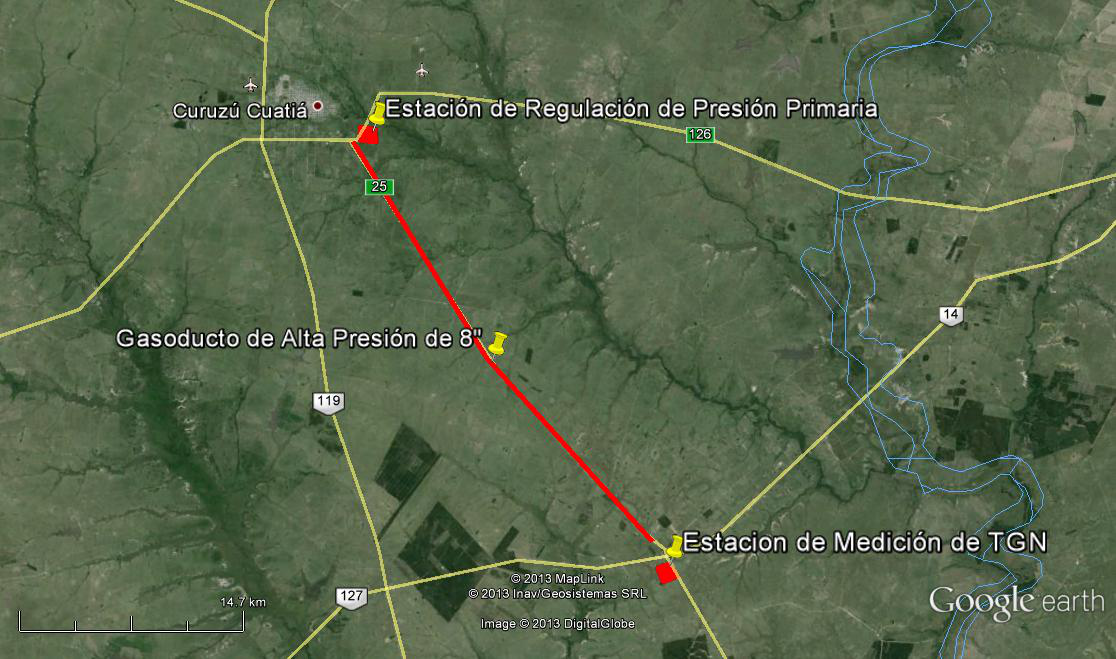 Curuzú Cuatiá
Estación de Regulación de Presión Primaria
126
25
14
Gasoducto de Alta Presión de 8"
119
Estacion de Medición de TGN
127
14.7 km
© 2013 MapLink
© 2013 Inav/Geosistemas SRL
Image © 2013 DigitalGlobe
Google earth